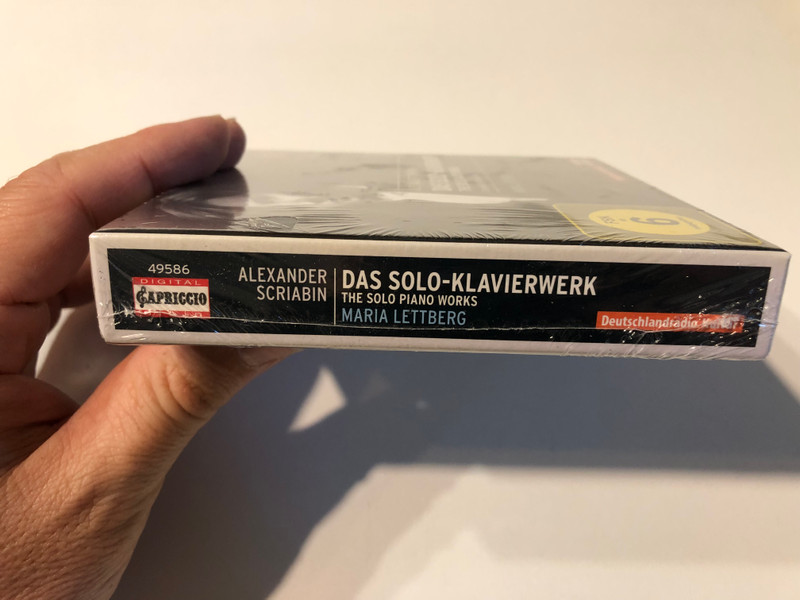 49586
DIGITAL
CAPRICCIO
ALEXANDER
SCRIABIN
DAS SOLO-KLAVIERWERK
THE SOLO PIANO WORKS
MARIA LETTBERG
Deutschlandradio
6